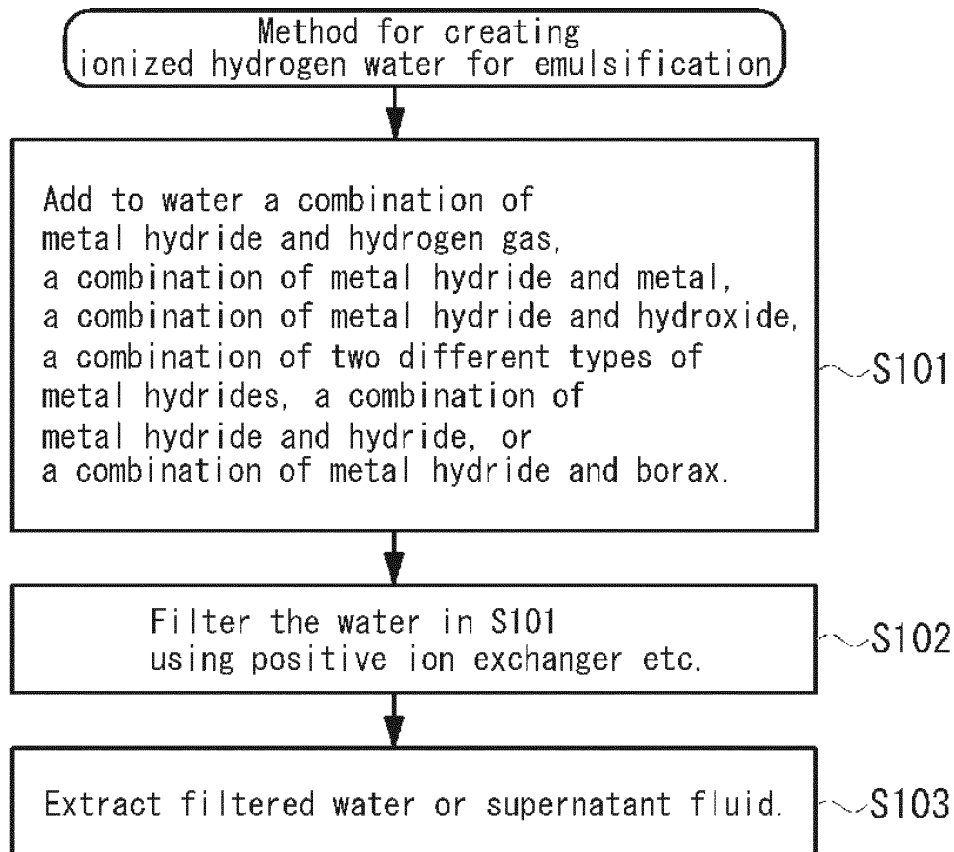 Method for creating
ionized hydrogen water for emulsification
Add to water a combination of
metal hydride and hydrogen gas,
a combination of metal hydride and metal,
a combination of metal hydride and hydroxide,
a combination of two different types of
metal hydrides, a combination of
metal hydride and hydride, or
a combination of metal hydride and borax.
S101
Filter the water in S101
using positive ion exchanger etc.
S102
Extract filtered water or supernatant fluid.
S103